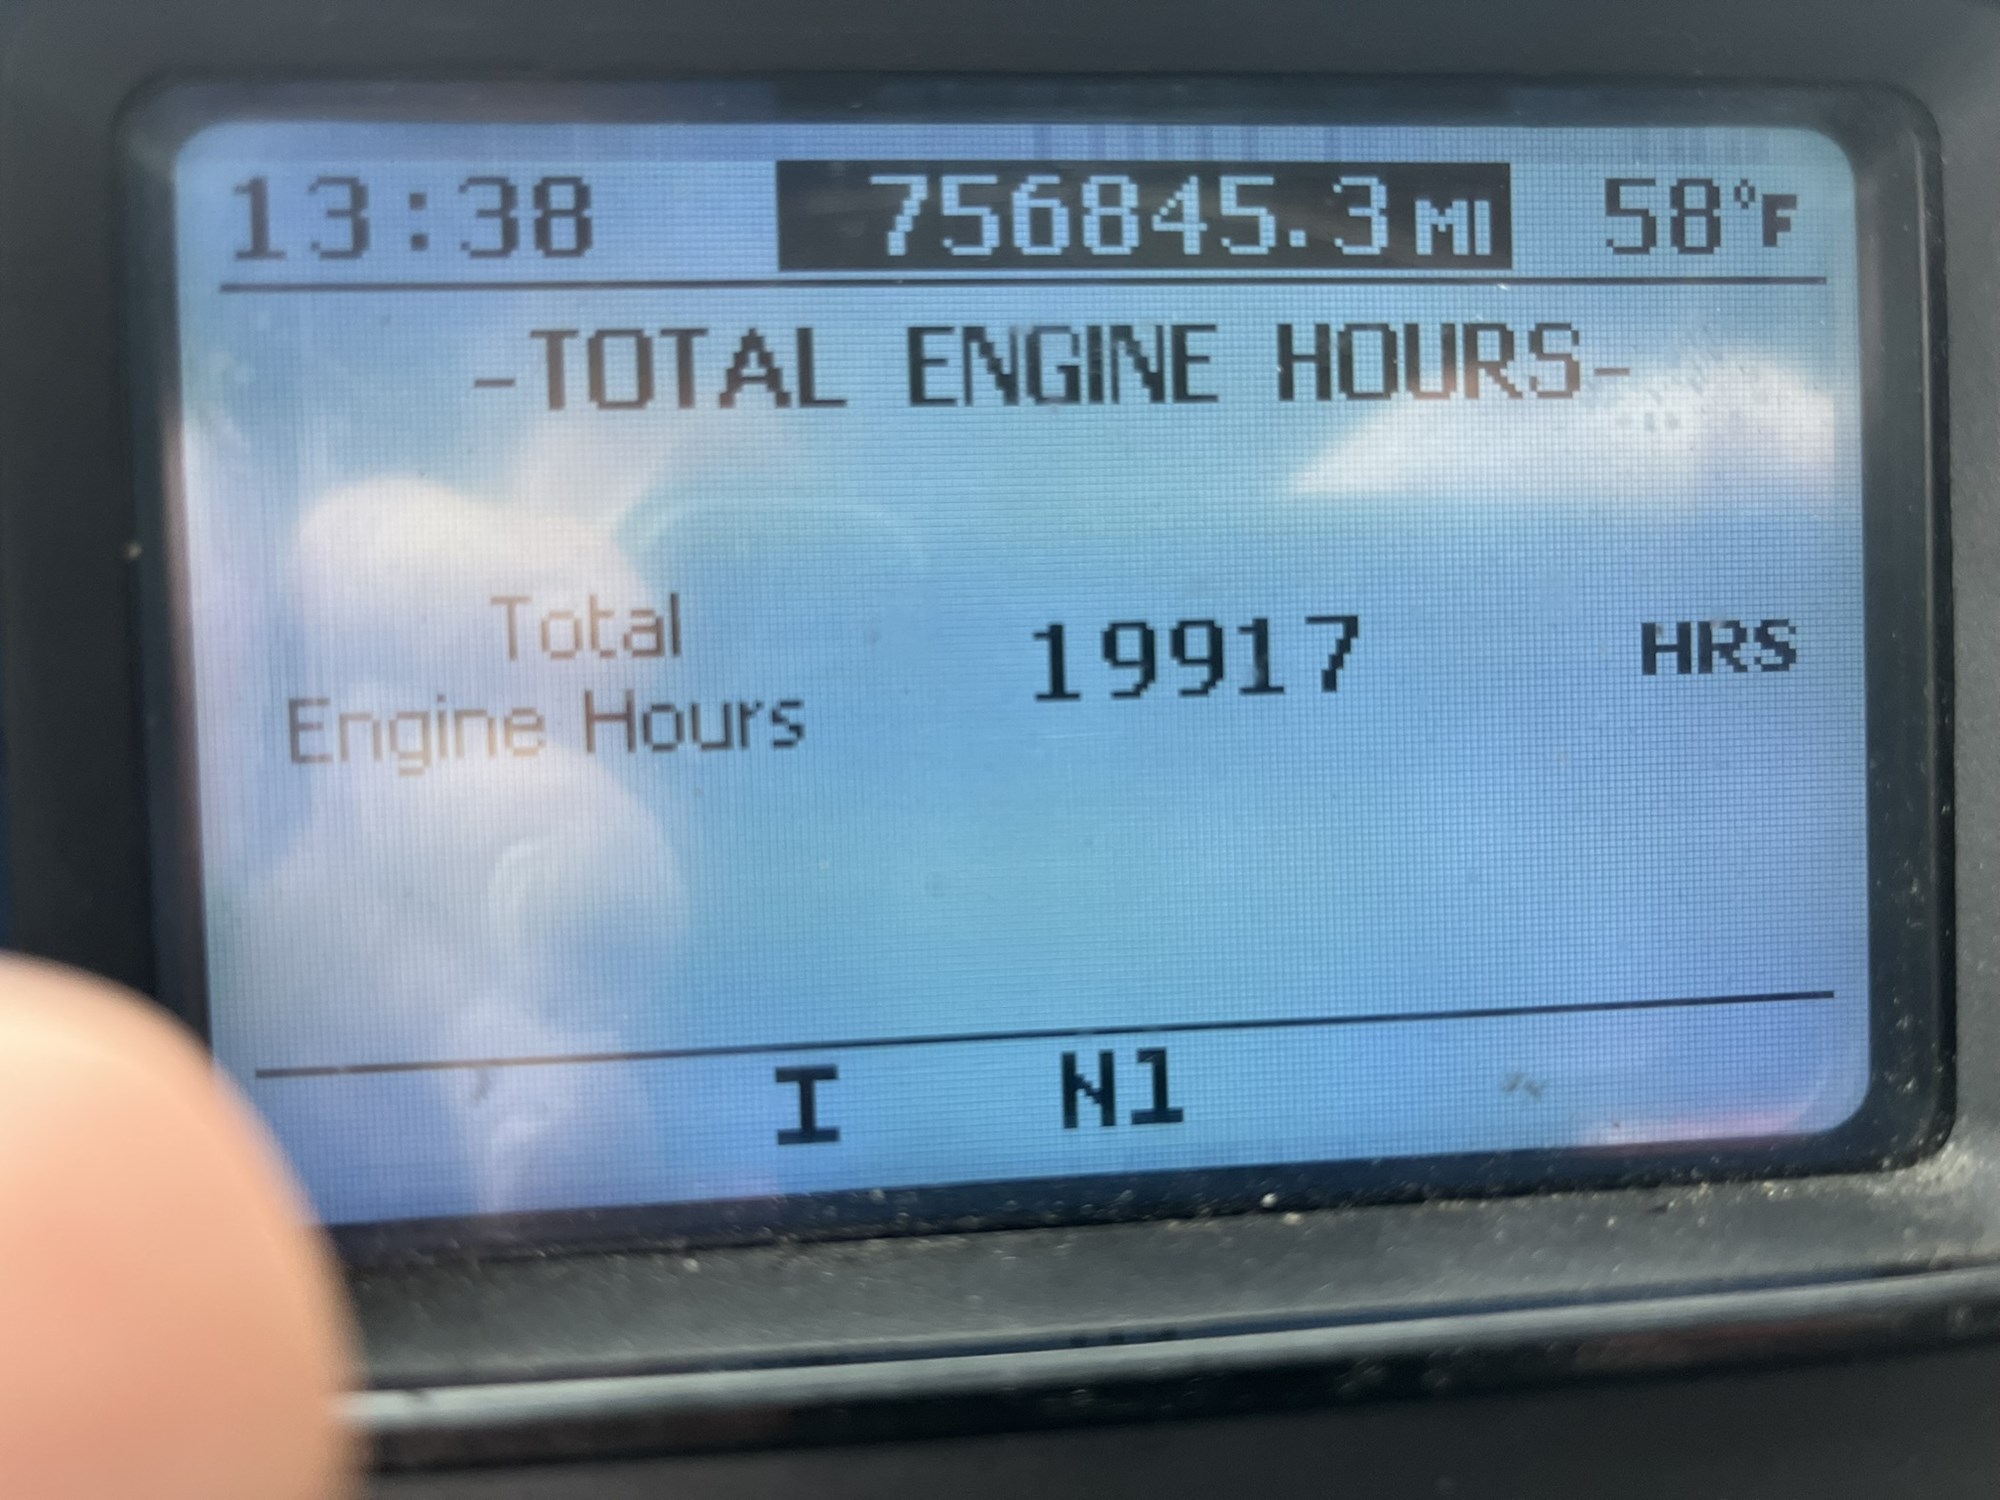 13:38 756845.3 MI 58°F
-TOTAL ENGINE HOURS-
Total
Engine Hours 19917 HRS
I N1